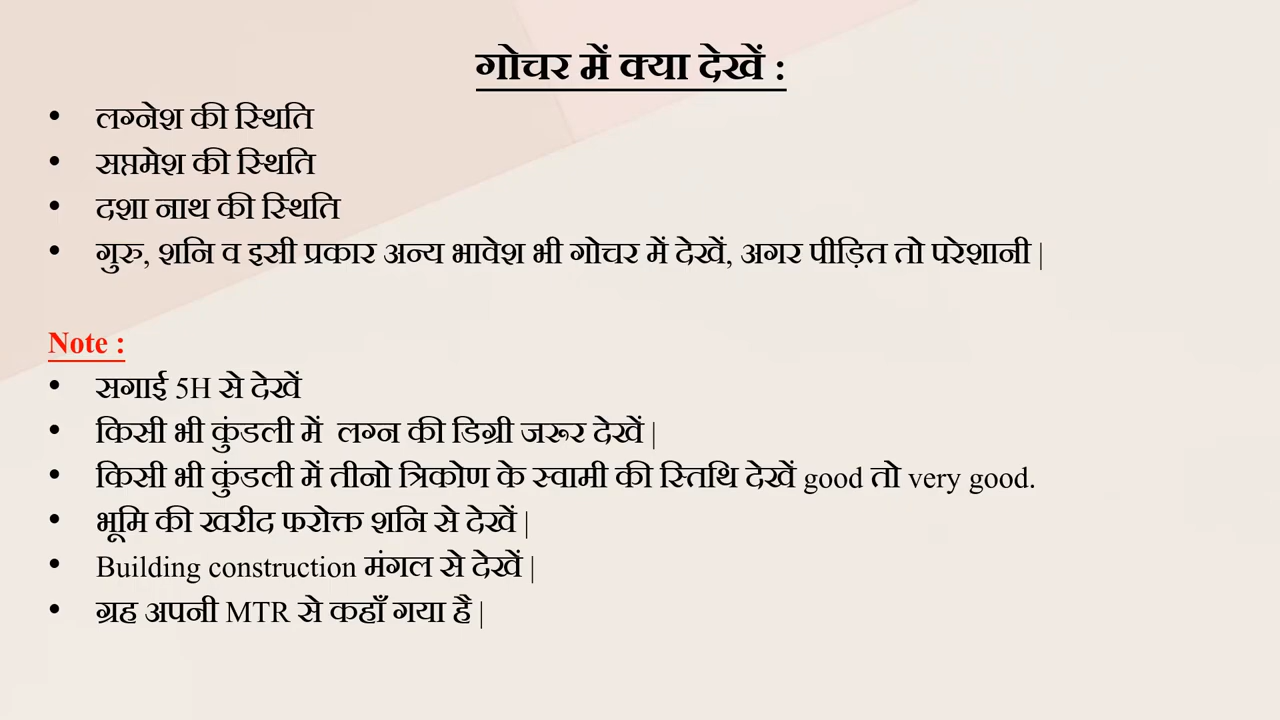 गोचर में क्या देखें :
• लग्नेश की स्थिति
• सप्तमेश की स्थिति
• दशा नाथ की स्थिति
• गुरु, शनि व इसी प्रकार अन्य भावेश भी गोचर में देखें, अगर पीड़ित तो परेशानी |
Note :
• सगाई 5H से देखें
• किसी भी कुंडली में लग्न की डिग्री जरूर देखें |
• किसी भी कुंडली में तीनो त्रिकोण के स्वामी की स्तिथि देखें good तो very good.
• भूमि की खरीद फरोक्त शनि से देखें |
• Building construction मंगल से देखें |
• ग्रह अपनी MTR से कहाँ गया है |